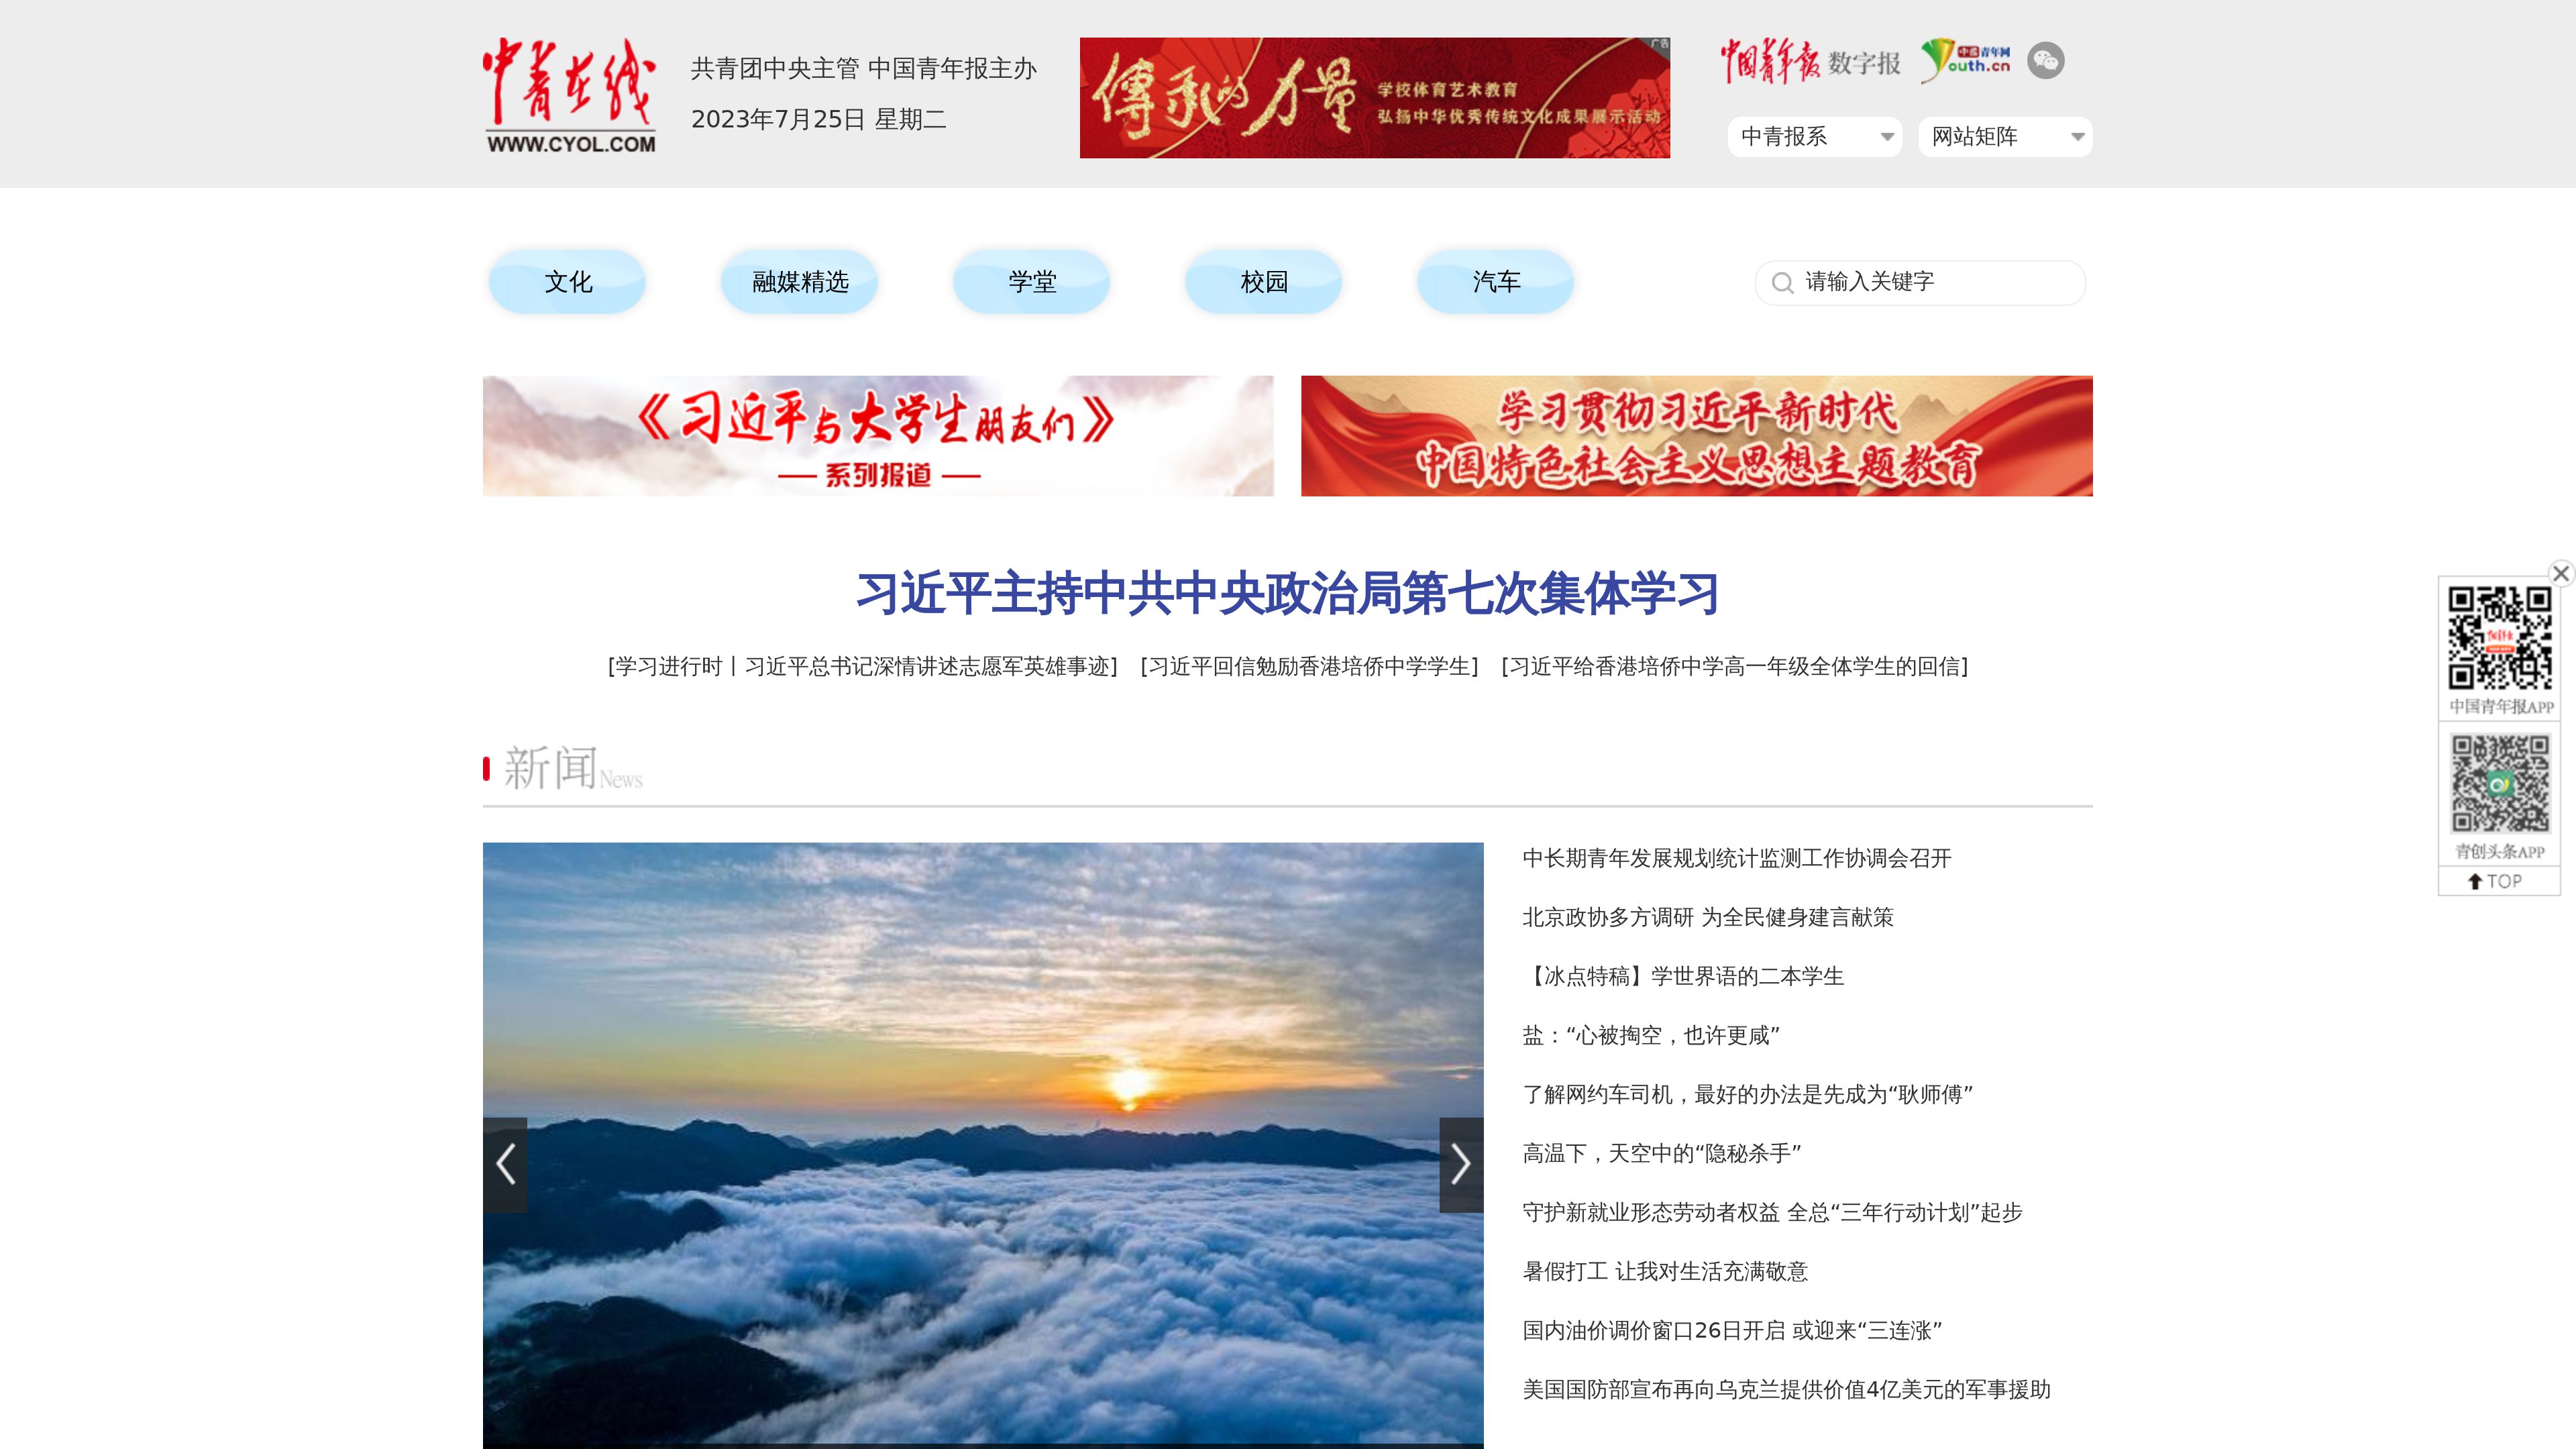 中青在线
WWW.CYOL.COM
共青团中央主管 中国青年报主办
2023年7月25日 星期二
傳承的力量
学校体育艺术教育
弘扬中华优秀传统文化成果展示活动
广告
中国青年报 数字报
中国青年网
Youth.cn
中青报系
网站矩阵
文化
融媒精选
学堂
校园
汽车
请输入关键字
《习近平与大学生朋友们》
系列报道
学习贯彻习近平新时代
中国特色社会主义思想主题教育
习近平主持中共中央政治局第七次集体学习
[学习进行时丨习近平总书记深情讲述志愿军英雄事迹] [习近平回信勉励香港培侨中学学生] [习近平给香港培侨中学高一年级全体学生的回信]
新闻News
中长期青年发展规划统计监测工作协调会召开
北京政协多方调研 为全民健身建言献策
【冰点特稿】学世界语的二本学生
盐：“心被掏空，也许更咸”
了解网约车司机，最好的办法是先成为“耿师傅”
高温下，天空中的“隐秘杀手”
守护新就业形态劳动者权益 全总“三年行动计划”起步
暑假打工 让我对生活充满敬意
国内油价调价窗口26日开启 或迎来“三连涨”
美国国防部宣布再向乌克兰提供价值4亿美元的军事援助
中国青年报APP
青创头条APP
TOP